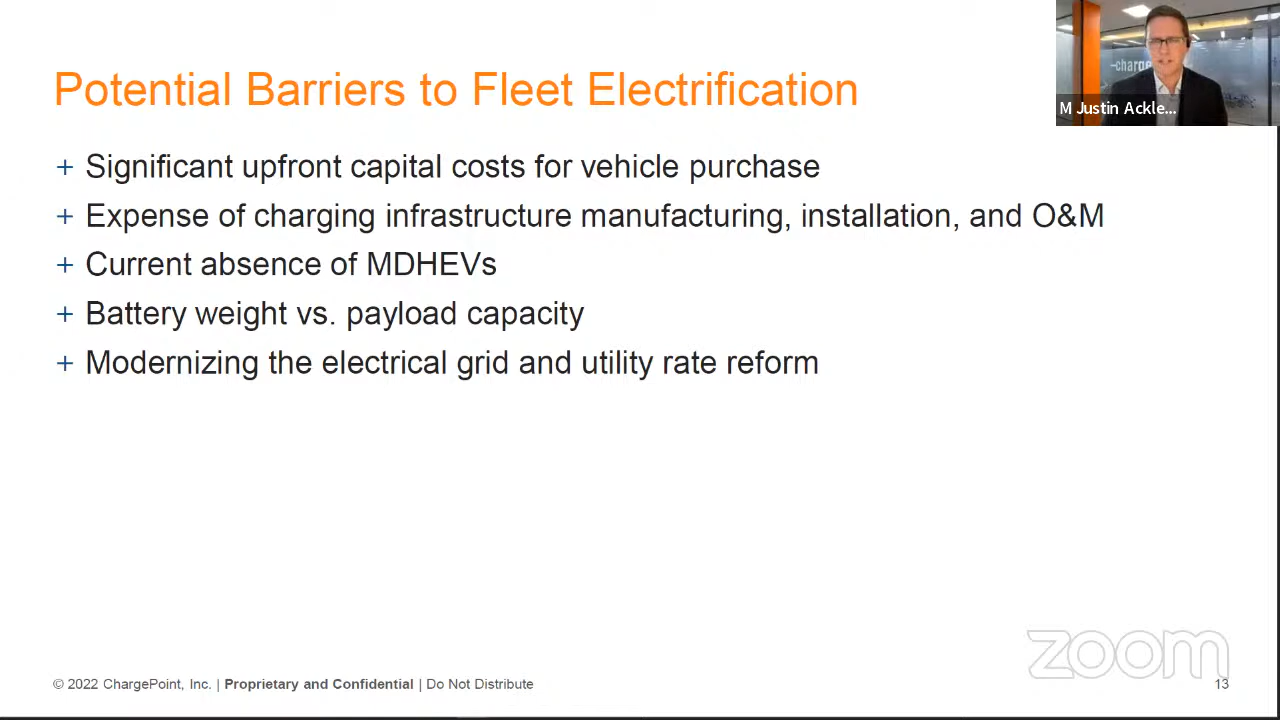 Potential Barriers to Fleet Electrification
-charge
M Justin Ackle...
+ Significant upfront capital costs for vehicle purchase
+ Expense of charging infrastructure manufacturing, installation, and O&M
+ Current absence of MDHEVs
+ Battery weight vs. payload capacity
+ Modernizing the electrical grid and utility rate reform
zoom
© 2022 ChargePoint, Inc. | Proprietary and Confidential | Do Not Distribute
13